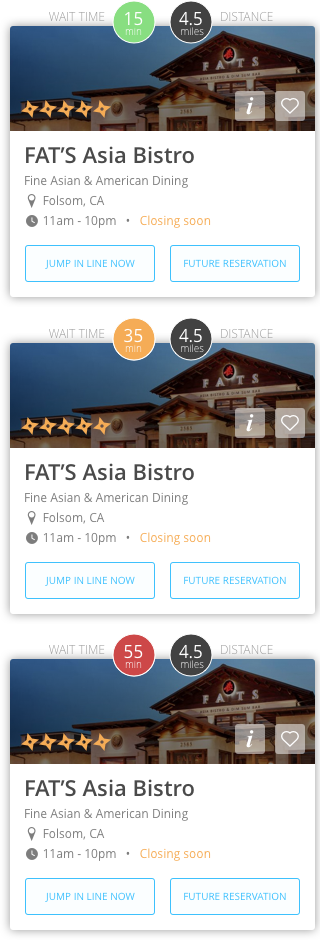 WAIT TIME 15 min 4.5 miles DISTANCE
FAT'S
i
FAT’S Asia Bistro
Fine Asian & American Dining
Folsom, CA
11am - 10pm • Closing soon
JUMP IN LINE NOW FUTURE RESERVATION
WAIT TIME 35 min 4.5 miles DISTANCE
FAT'S
i
FAT’S Asia Bistro
Fine Asian & American Dining
Folsom, CA
11am - 10pm • Closing soon
JUMP IN LINE NOW FUTURE RESERVATION
WAIT TIME 55 min 4.5 miles DISTANCE
FAT'S
i
FAT’S Asia Bistro
Fine Asian & American Dining
Folsom, CA
11am - 10pm • Closing soon
JUMP IN LINE NOW FUTURE RESERVATION